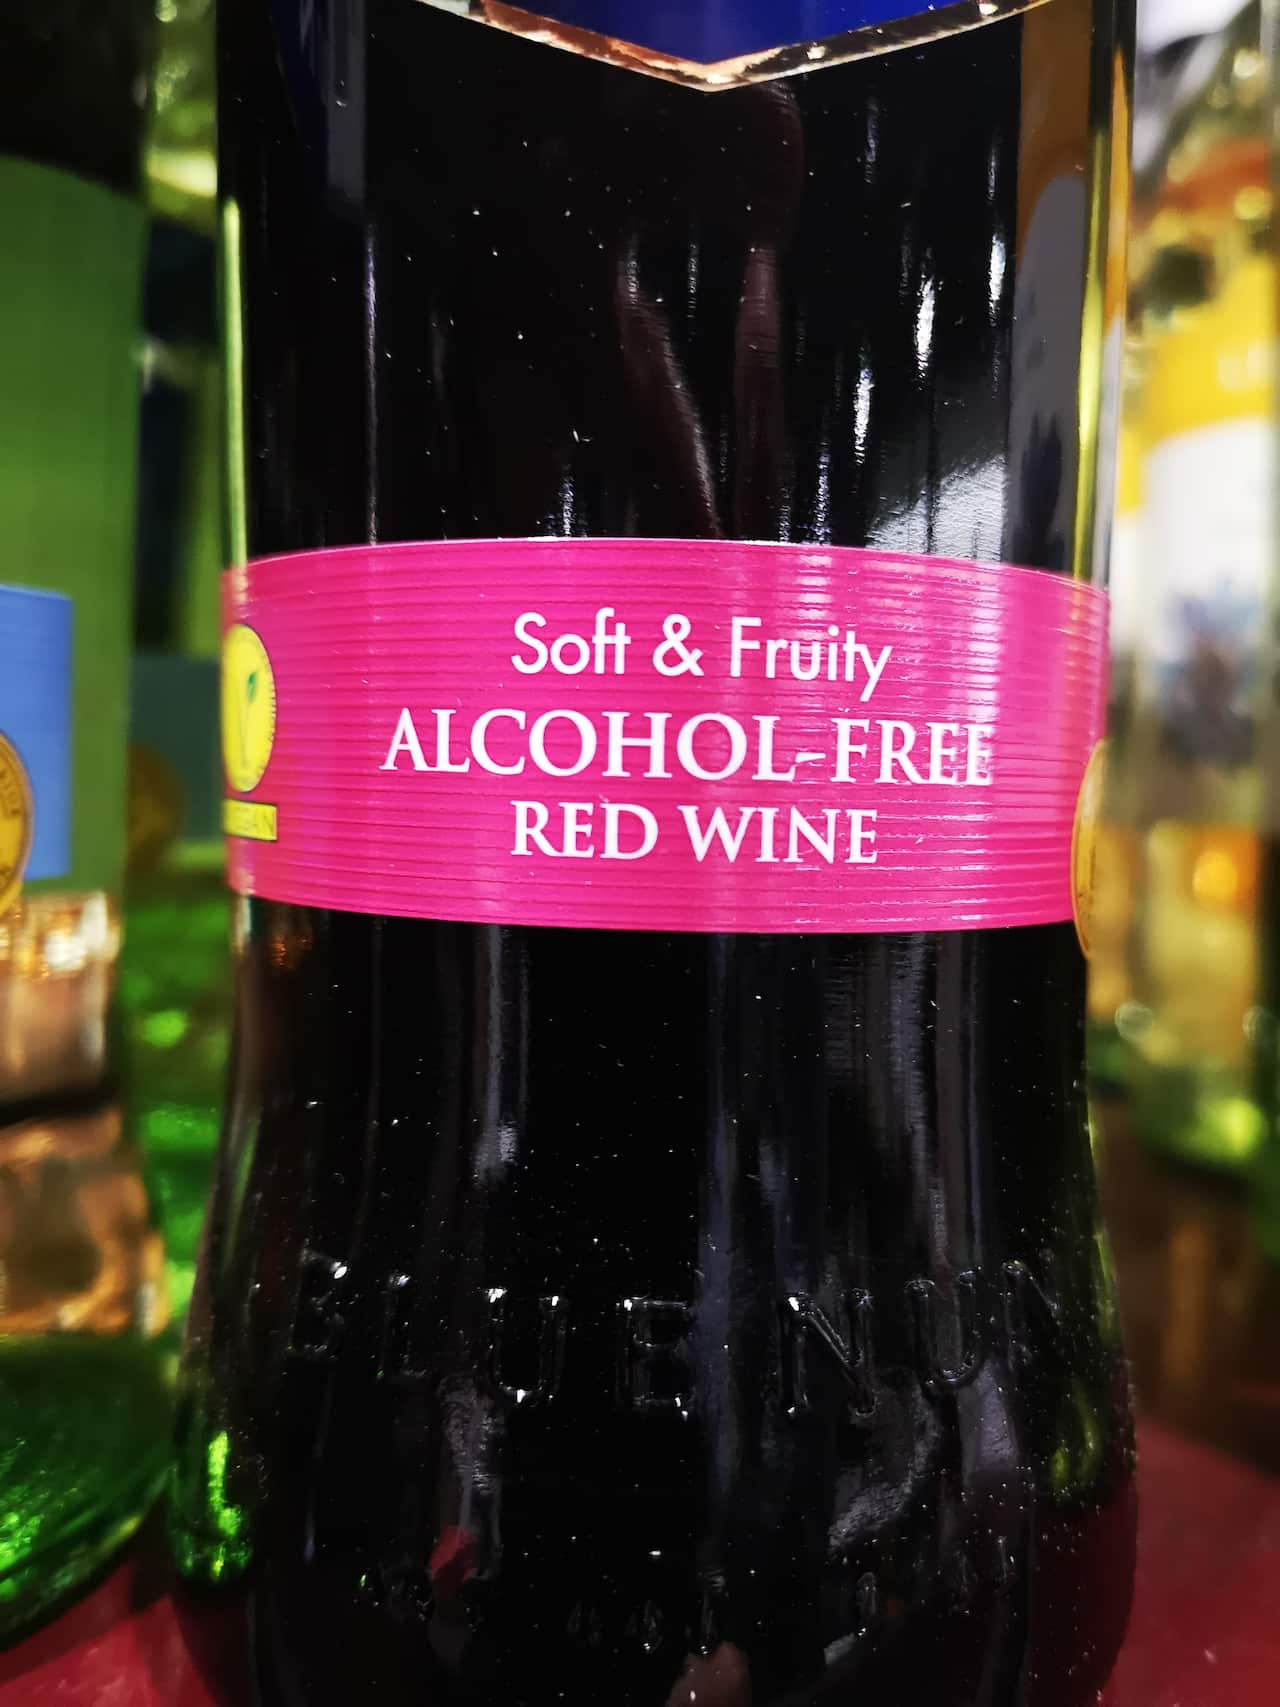 Soft & Fruity
ALCOHOL-FREE
RED WINE
BLUE NUN